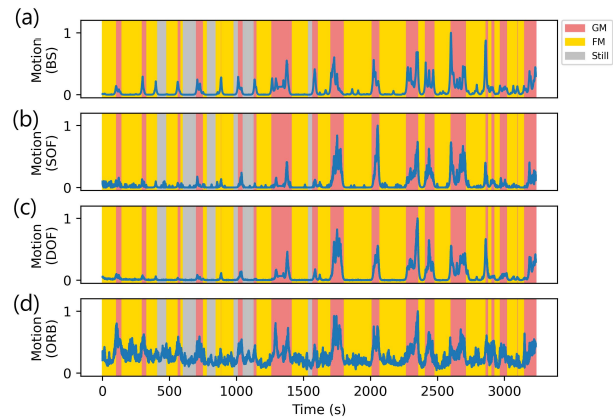 (a)
Motion
(BS)
1
0
GM
FM
Still
(b)
Motion
(SOF)
1
0
(c)
Motion
(DOF)
1
0
(d)
Motion
(ORB)
1
0
0
500
1000
1500
2000
2500
3000
Time (s)